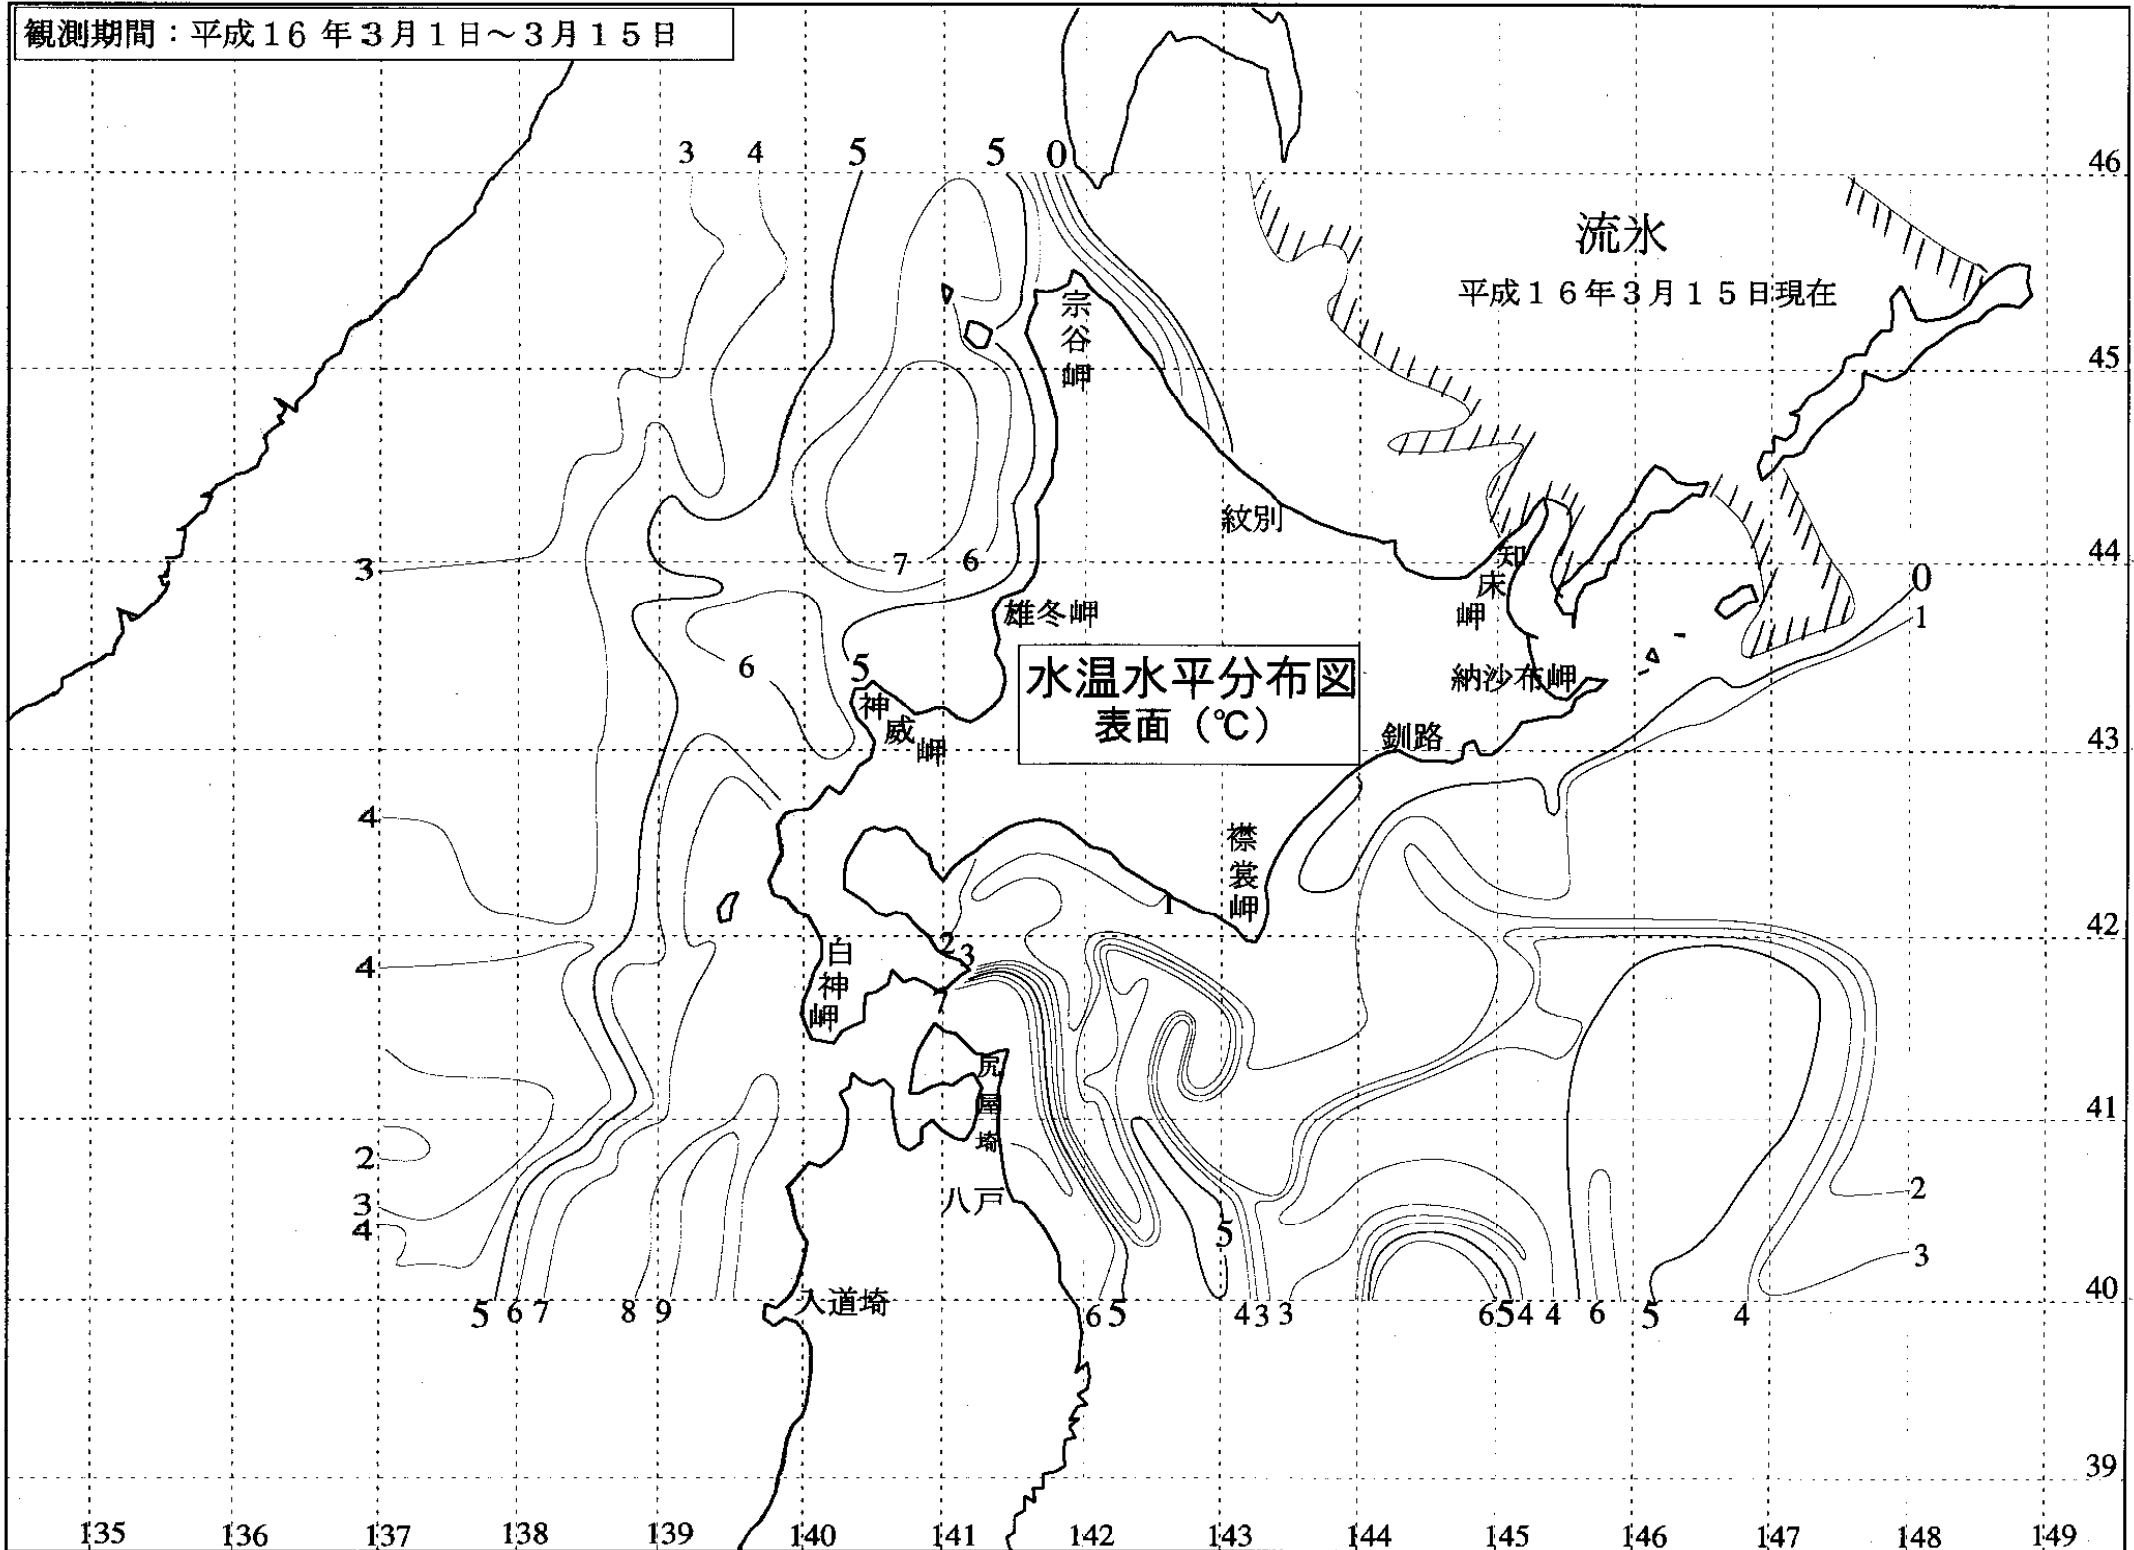 観測期間：平成１６年３月１日～３月１５日
3 4 5 5 0
46
流氷
平成１６年３月１５日現在
宗谷岬
45
紋別
3
7 6
44
知床岬
0
1
雄冬岬
水温水平分布図
表面（℃）
6
5
神威岬
納沙布岬
釧路
43
4
襟裳岬
1
42
4
2
3
白神岬
尻屋埼
41
2
3
4
八戸
5
2
3
入道埼
40
5 6 7 8 9 6 5 4 3 3 6 5 4 4 6 5 4
39
135 136 137 138 139 140 141 142 143 144 145 146 147 148 149